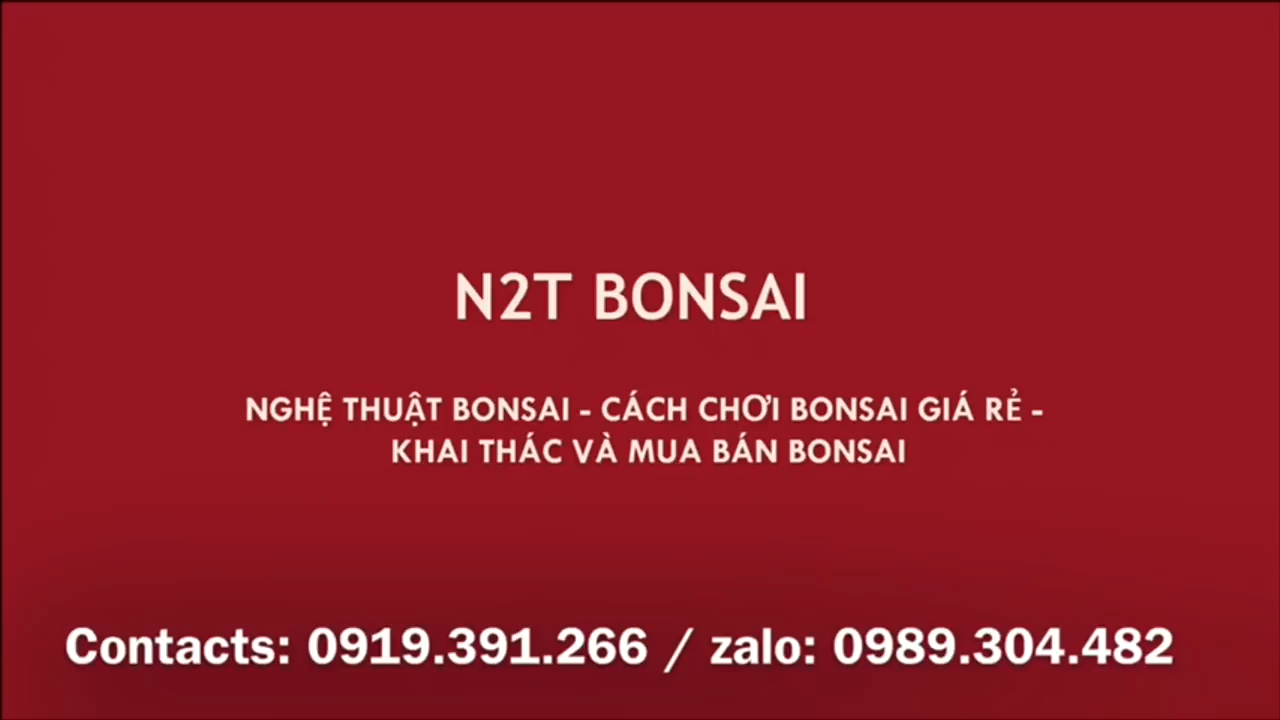 N2T BONSAI
NGHỆ THUẬT BONSAI - CÁCH CHƠI BONSAI GIÁ RẺ -
KHAI THÁC VÀ MUA BÁN BONSAI
Contacts: 0919.391.266 / zalo: 0989.304.482